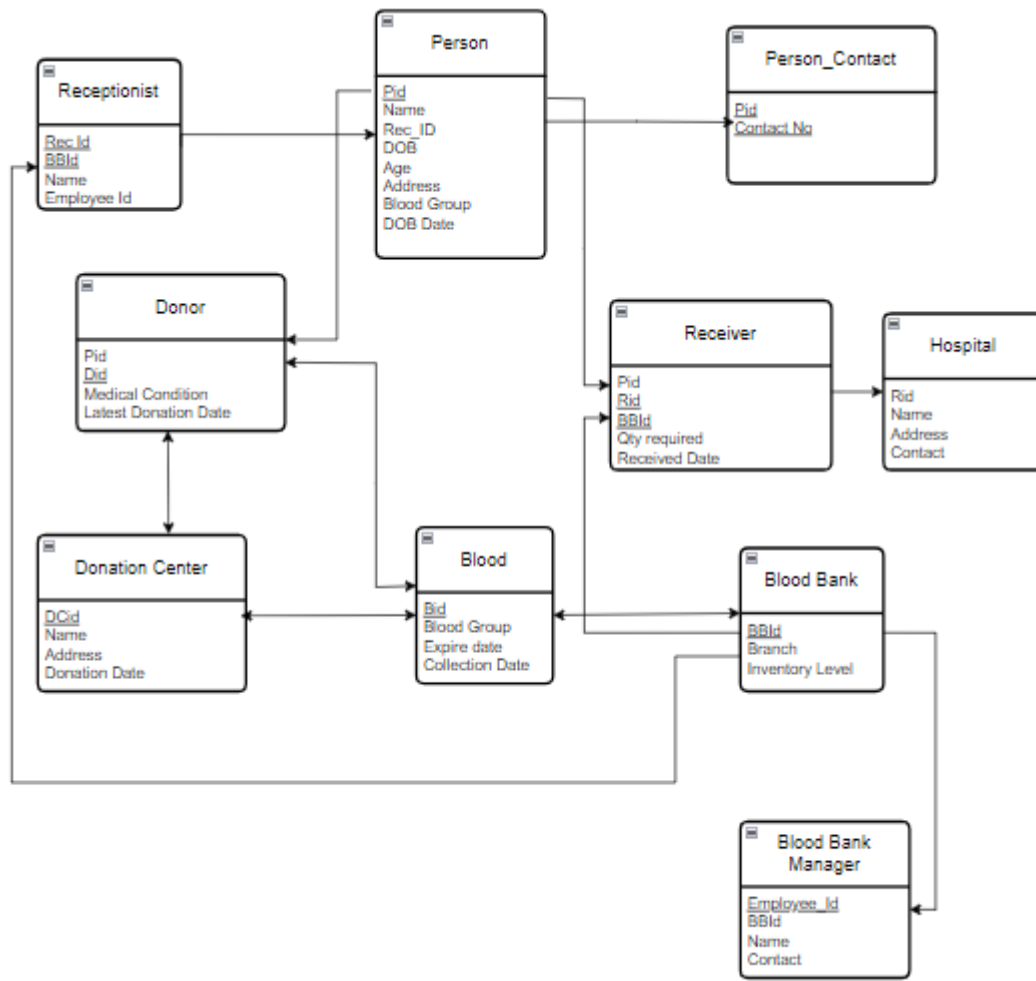 Person
Pid
Name
Rec_ID
DOB
Age
Address
Blood Group
DOB Date
Person_Contact
Pid
Contact No
Receptionist
Rec Id
BBId
Name
Employee Id
Donor
Pid
Did
Medical Condition
Latest Donation Date
Receiver
Pid
Rid
BBId
Qty required
Received Date
Hospital
Rid
Name
Address
Contact
Donation Center
DCid
Name
Address
Donation Date
Blood
Bid
Blood Group
Expire date
Collection Date
Blood Bank
BBId
Branch
Inventory Level
Blood Bank
Manager
Employee_Id
BBId
Name
Contact